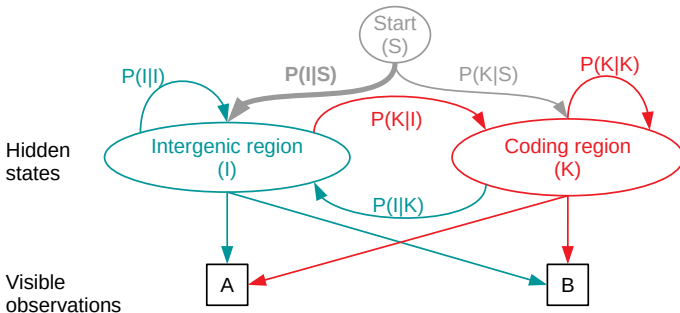 Start
(S)
P(I|S)
P(K|S)
P(I|I)
P(K|K)
P(K|I)
Hidden
states
Intergenic region
(I)
Coding region
(K)
P(I|K)
Visible
observations
A
B